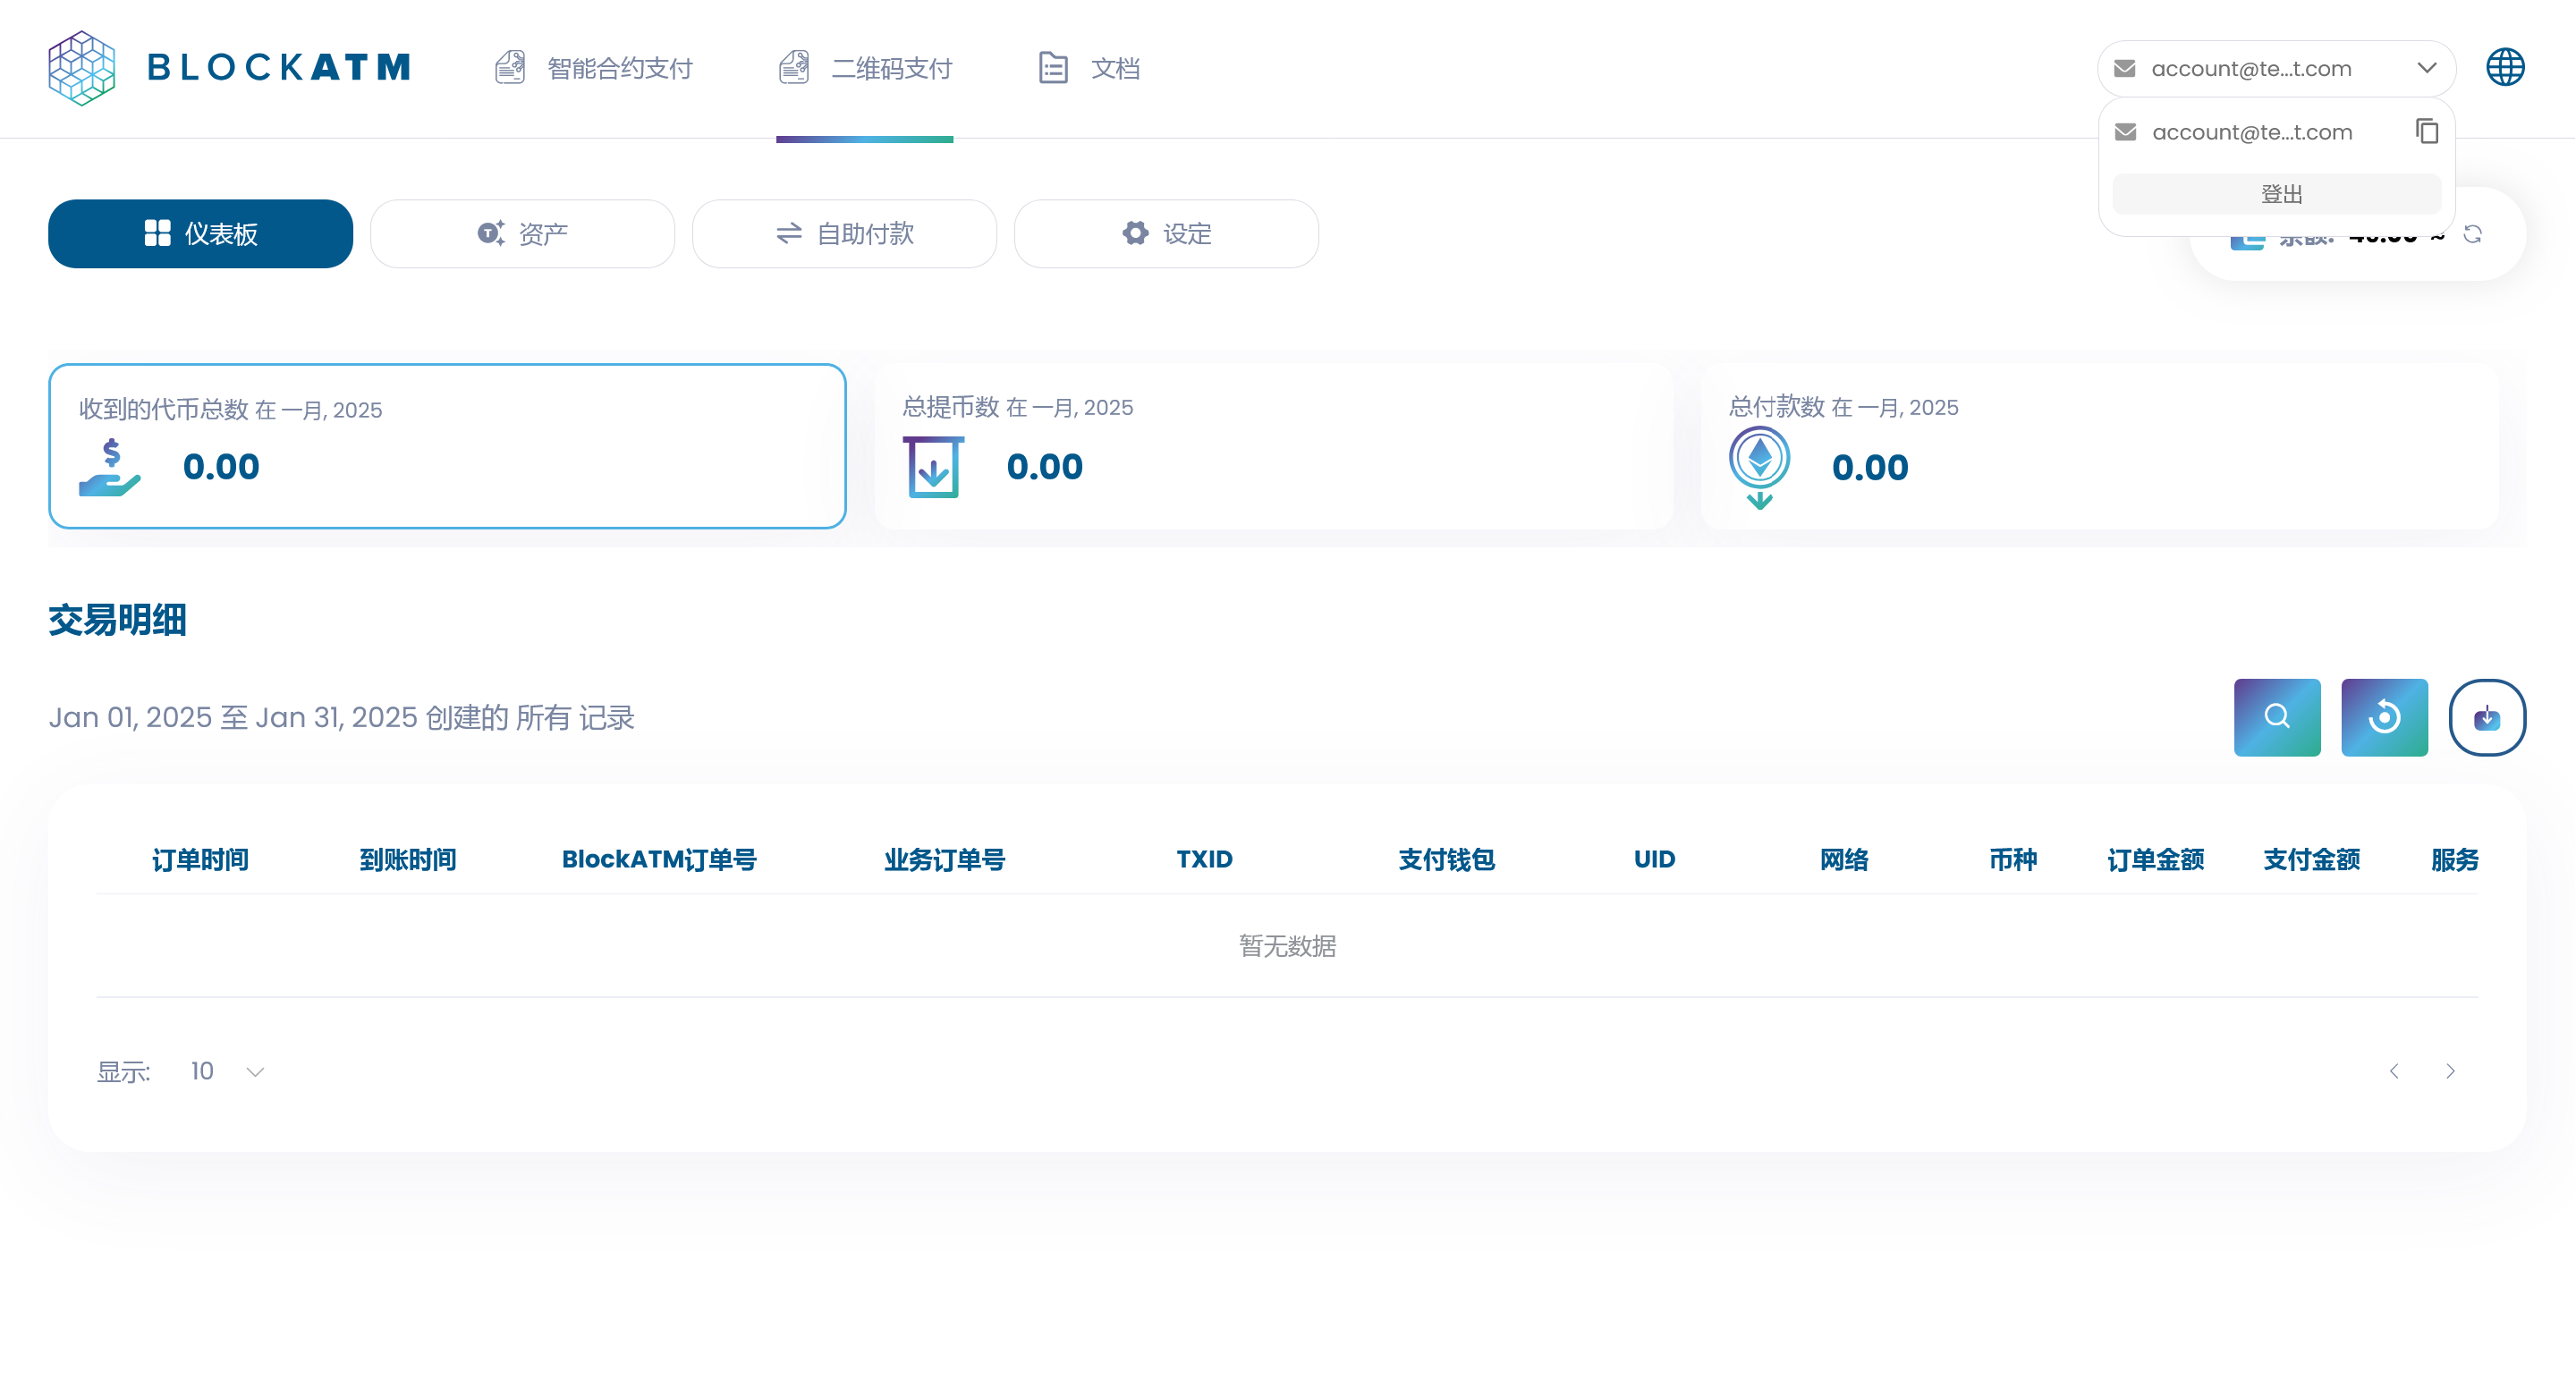 BLOCKATM
智能合约支付
二维码支付
文档
account@te...t.com
account@te...t.com
登出
仪表板
资产
自助付款
设定
收到的代币总数 在 一月, 2025
0.00
总提币数 在 一月, 2025
0.00
总付款数 在 一月, 2025
0.00
交易明细
Jan 01, 2025 至 Jan 31, 2025 创建的 所有 记录
订单时间 到账时间 BlockATM订单号 业务订单号 TXID 支付钱包 UID 网络 币种 订单金额 支付金额 服务
暂无数据
显示: 10